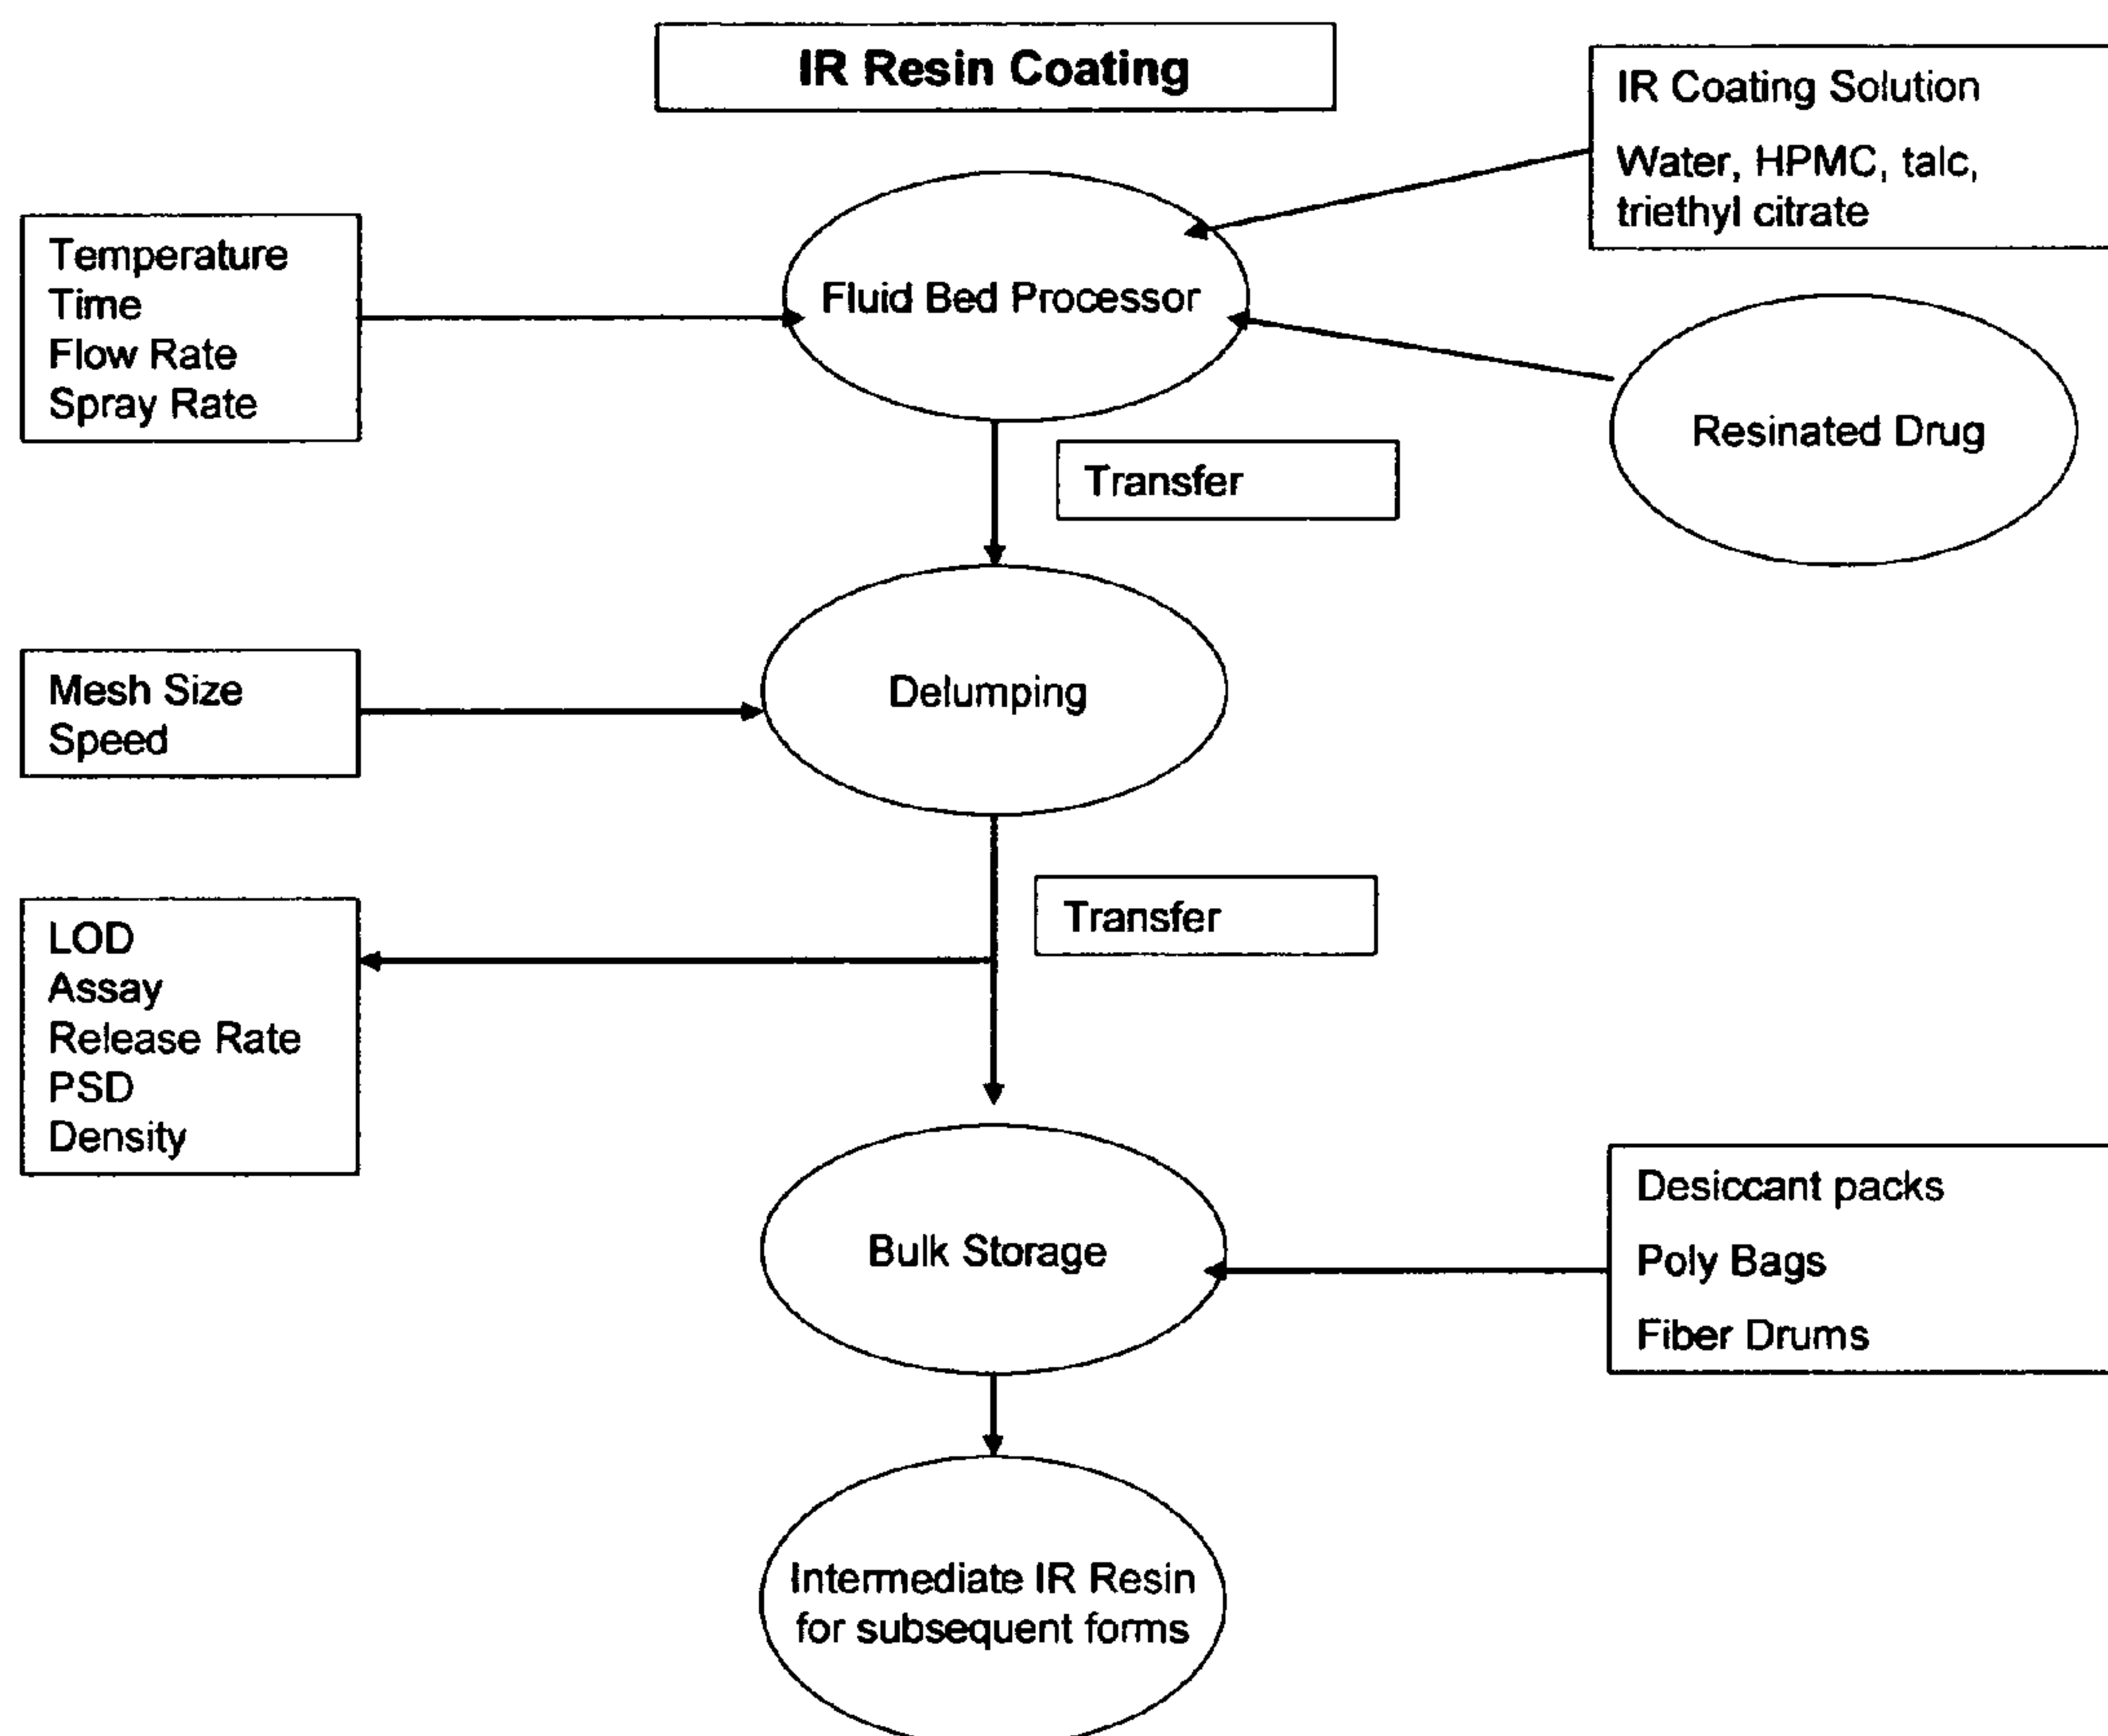 IR Resin Coating
IR Coating Solution
Water, HPMC, talc,
triethyl citrate
Temperature
Time
Flow Rate
Spray Rate
Fluid Bed Processor
Resinated Drug
Transfer
Mesh Size
Speed
Delumping
Transfer
LOD
Assay
Release Rate
PSD
Density
Bulk Storage
Desiccant packs
Poly Bags
Fiber Drums
Intermediate IR Resin
for subsequent forms